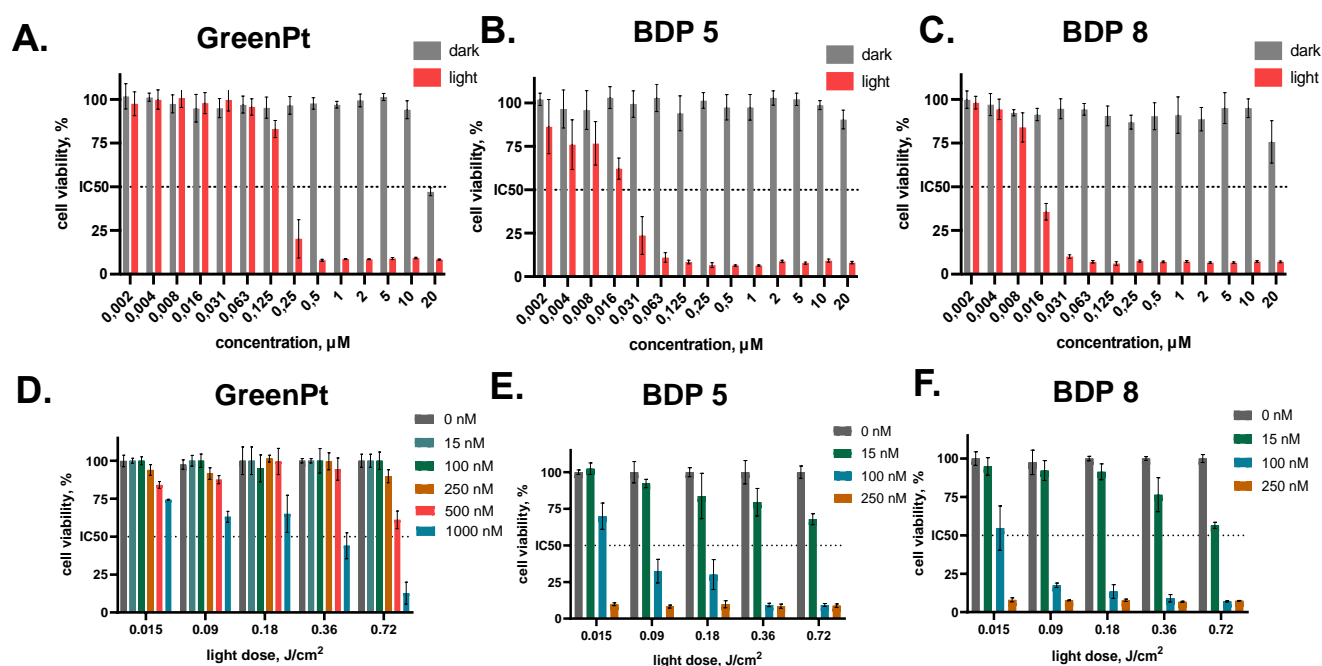 A.
GreenPt
dark
light
cell viability, %
100
75
IC50
25
0
0,002
0,004
0,008
0,016
0,031
0,063
0,125
0,25
0,5
1
2
5
10
20
concentration, µM
B.
BDP 5
dark
light
cell viability, %
100
75
IC50
25
0
0,002
0,004
0,008
0,016
0,031
0,063
0,125
0,25
0,5
1
2
5
10
20
concentration, µM
C.
BDP 8
dark
light
cell viability, %
100
75
IC50
25
0
0,002
0,004
0,008
0,016
0,031
0,063
0,125
0,25
0,5
1
2
5
10
20
concentration, µM
D.
GreenPt
0 nM
15 nM
100 nM
250 nM
500 nM
1000 nM
cell viability, %
100
75
IC50
25
0
0.015
0.09
0.18
0.36
0.72
light dose, J/cm²
E.
BDP 5
0 nM
15 nM
100 nM
250 nM
cell viability, %
100
75
IC50
25
0
0.015
0.09
0.18
0.36
0.72
light dose, J/cm²
F.
BDP 8
0 nM
15 nM
100 nM
250 nM
cell viability, %
100
75
IC50
25
0
0.015
0.09
0.18
0.36
0.72
light dose, J/cm²